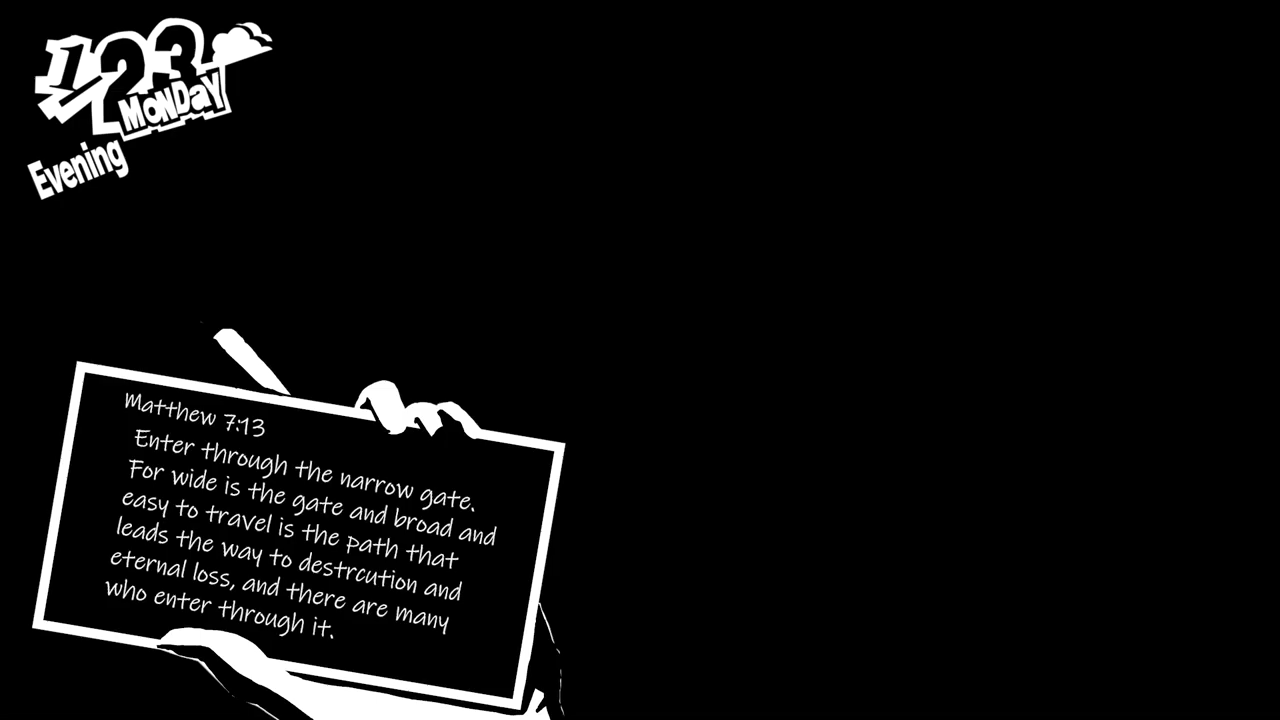 1/23
MONDaY
Evening
Matthew 7:13
Enter through the narrow gate.
For wide is the gate and broad and
easy to travel is the path that
leads the way to destrcution and
eternal loss, and there are many
who enter through it.